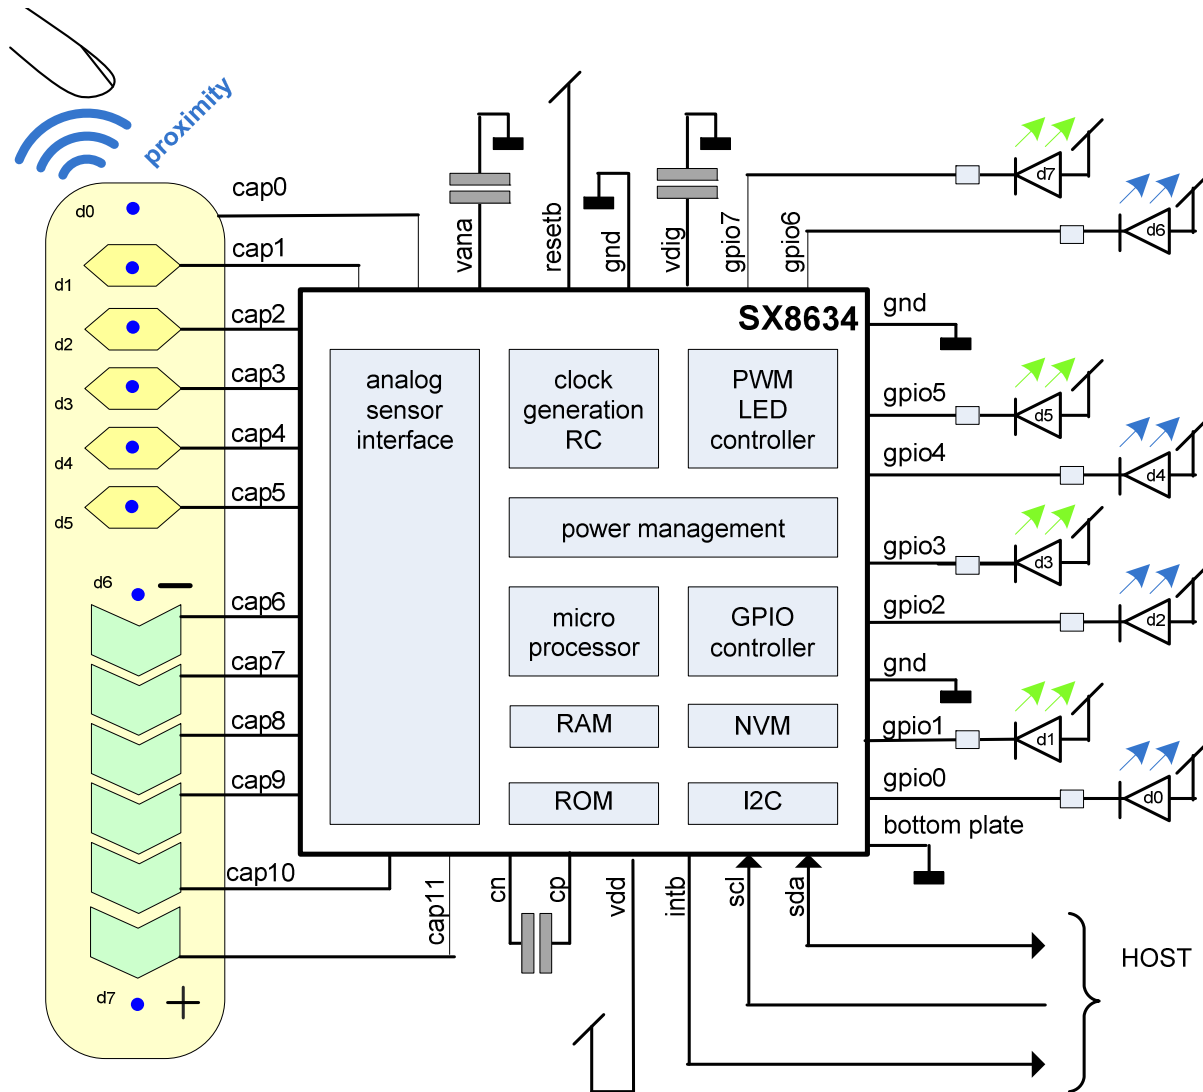 proximity
d0
cap0
d1
cap1
d2
cap2
d3
cap3
d4
cap4
d5
cap5
d6
−
cap6
cap7
cap8
cap9
cap10
cap11
d7
+
vana
resetb
gnd
vdig
gpio7
gpio6
d7
d6
SX8634
analog
sensor
interface
clock
generation
RC
PWM
LED
controller
power management
micro
processor
GPIO
controller
RAM
NVM
ROM
I2C
gnd
gpio5
d5
gpio4
d4
gpio3
d3
gpio2
d2
gnd
gpio1
d1
gpio0
d0
bottom plate
cn
cp
vdd
intb
scl
sda
HOST